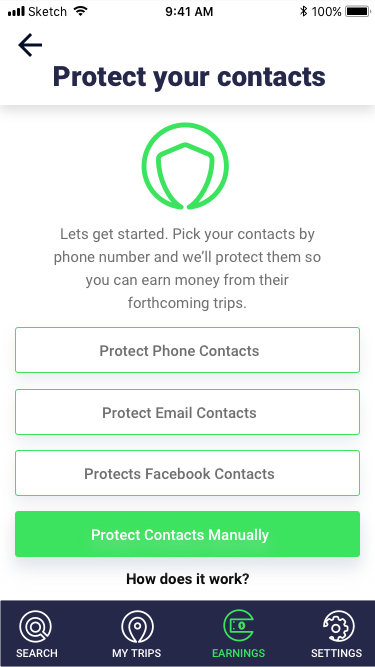 Sketch 9:41 AM 100%
Protect your contacts
Lets get started. Pick your contacts by
phone number and we’ll protect them so
you can earn money from their
forthcoming trips.
Protect Phone Contacts
Protect Email Contacts
Protects Facebook Contacts
Protect Contacts Manually
How does it work?
SEARCH MY TRIPS EARNINGS SETTINGS